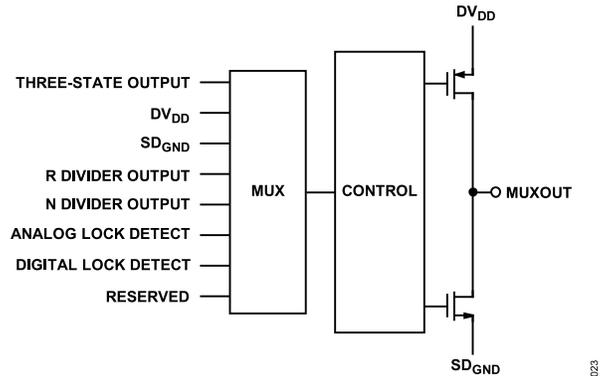 DVDD
THREE-STATE OUTPUT
DVDD
SDGND
R DIVIDER OUTPUT
N DIVIDER OUTPUT
ANALOG LOCK DETECT
DIGITAL LOCK DETECT
RESERVED
MUX
CONTROL
MUXOUT
SDGND
023